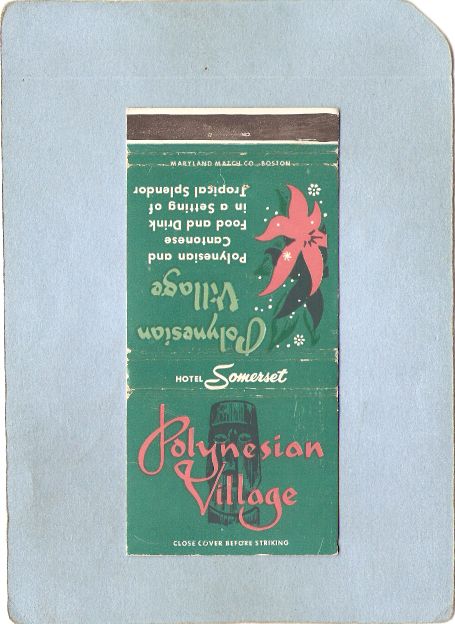 MARYLAND MATCH CO. BOSTON
Polynesian
Village
Polynesian and
Cantonese
Food and Drink
in a Setting of
Tropical Splendor
HOTEL Somerset
Polynesian
Village
CLOSE COVER BEFORE STRIKING